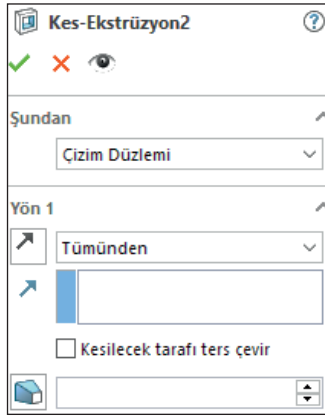 Kes-Ekstrüzyon2
Şundan
Çizim Düzlemi
Yön 1
Tümünden
Kesilecek tarafı ters çevir